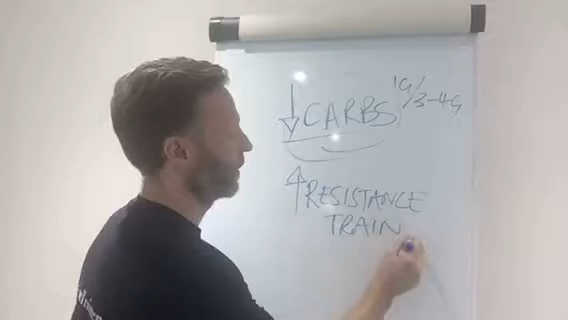 ↓ CARBS 1G/3-4G
↑ RESISTANCE
TRAIN